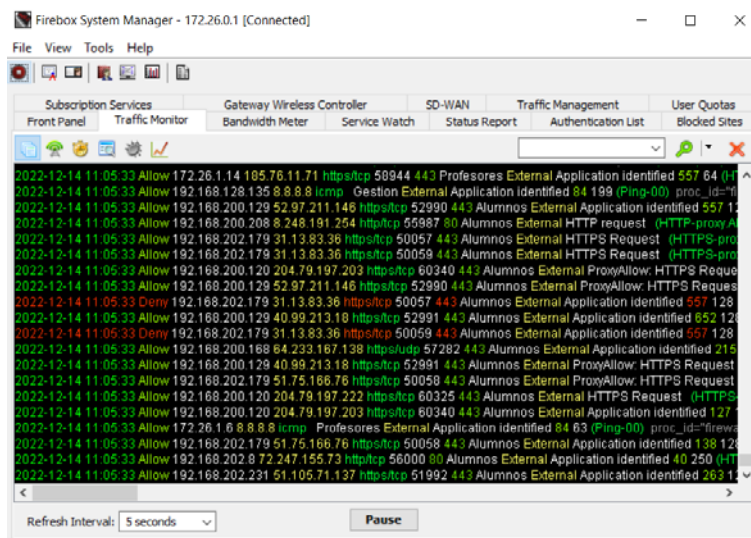 Firebox System Manager - 172.26.0.1 [Connected]
File View Tools Help
Subscription Services Gateway Wireless Controller SD-WAN Traffic Management User Quotas
Front Panel Traffic Monitor Bandwidth Meter Service Watch Status Report Authentication List Blocked Sites
2022-12-14 11:05:33 Allow 172.26.1.14 185.76.11.71 https/tcp 58944 443 Profesores External Application identified 557 64 (H
2022-12-14 11:05:33 Allow 192.168.128.135 8.8.8.8 icmp Gestion External Application identified 84 199 (Ping-00) proc_id="fi
2022-12-14 11:05:33 Allow 192.168.200.129 52.97.211.146 https/tcp 52990 443 Alumnos External Application identified 557 12
2022-12-14 11:05:33 Allow 192.168.200.208 8.248.191.254 http/tcp 55987 80 Alumnos External HTTP request (HTTP-proxy.Al
2022-12-14 11:05:33 Allow 192.168.202.179 31.13.83.36 https/tcp 50057 443 Alumnos External HTTPS Request (HTTPS-pro
2022-12-14 11:05:33 Allow 192.168.202.179 31.13.83.36 https/tcp 50059 443 Alumnos External HTTPS Request (HTTPS-pro
2022-12-14 11:05:33 Allow 192.168.200.120 204.79.197.203 https/tcp 60340 443 Alumnos External ProxyAllow: HTTPS Reque
2022-12-14 11:05:33 Allow 192.168.200.129 52.97.211.146 https/tcp 52990 443 Alumnos External ProxyAllow: HTTPS Reques
2022-12-14 11:05:33 Deny 192.168.202.179 31.13.83.36 https/tcp 50057 443 Alumnos External Application identified 557 128
2022-12-14 11:05:33 Allow 192.168.200.129 40.99.213.18 https/tcp 52991 443 Alumnos External Application identified 652 128
2022-12-14 11:05:33 Deny 192.168.202.179 31.13.83.36 https/tcp 50059 443 Alumnos External Application identified 557 128
2022-12-14 11:05:33 Allow 192.168.200.168 64.233.167.138 https/udp 57282 443 Alumnos External Application identified 215
2022-12-14 11:05:33 Allow 192.168.200.129 40.99.213.18 https/tcp 52991 443 Alumnos External ProxyAllow: HTTPS Request
2022-12-14 11:05:33 Allow 192.168.202.179 51.75.166.76 https/tcp 50058 443 Alumnos External ProxyAllow: HTTPS Request
2022-12-14 11:05:33 Allow 192.168.200.120 204.79.197.222 https/tcp 60325 443 Alumnos External HTTPS Request (HTTPS-
2022-12-14 11:05:33 Allow 192.168.200.120 204.79.197.203 https/tcp 60340 443 Alumnos External Application identified 127
2022-12-14 11:05:33 Allow 172.26.1.6 8.8.8.8 icmp Profesores External Application identified 84 63 (Ping-00) proc_id="firewa
2022-12-14 11:05:33 Allow 192.168.202.179 51.75.166.76 https/tcp 50058 443 Alumnos External Application identified 138 128
2022-12-14 11:05:33 Allow 192.168.202.8 72.247.155.73 http/tcp 56000 80 Alumnos External Application identified 40 250 (HT
2022-12-14 11:05:33 Allow 192.168.202.231 51.105.71.137 https/tcp 51992 443 Alumnos External Application identified 263 12
Refresh Interval: 5 seconds Pause